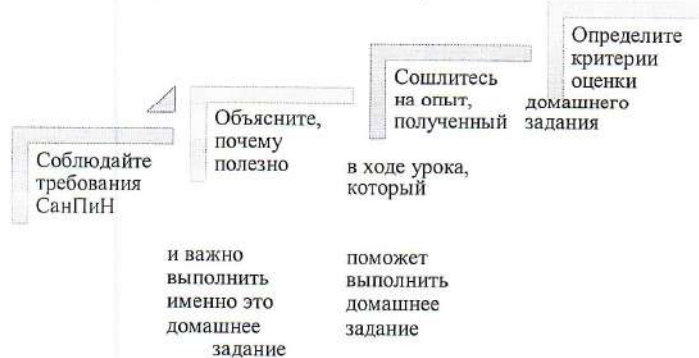 Соблюдайте
требования
СанПиН
Объясните,
почему
полезно
и важно
выполнить
именно это
домашнее
задание
Сошлитесь
на опыт,
полученный
в ходе урока,
который
поможет
выполнить
домашнее
задание
Определите
критерии
оценки
домашнего
задания